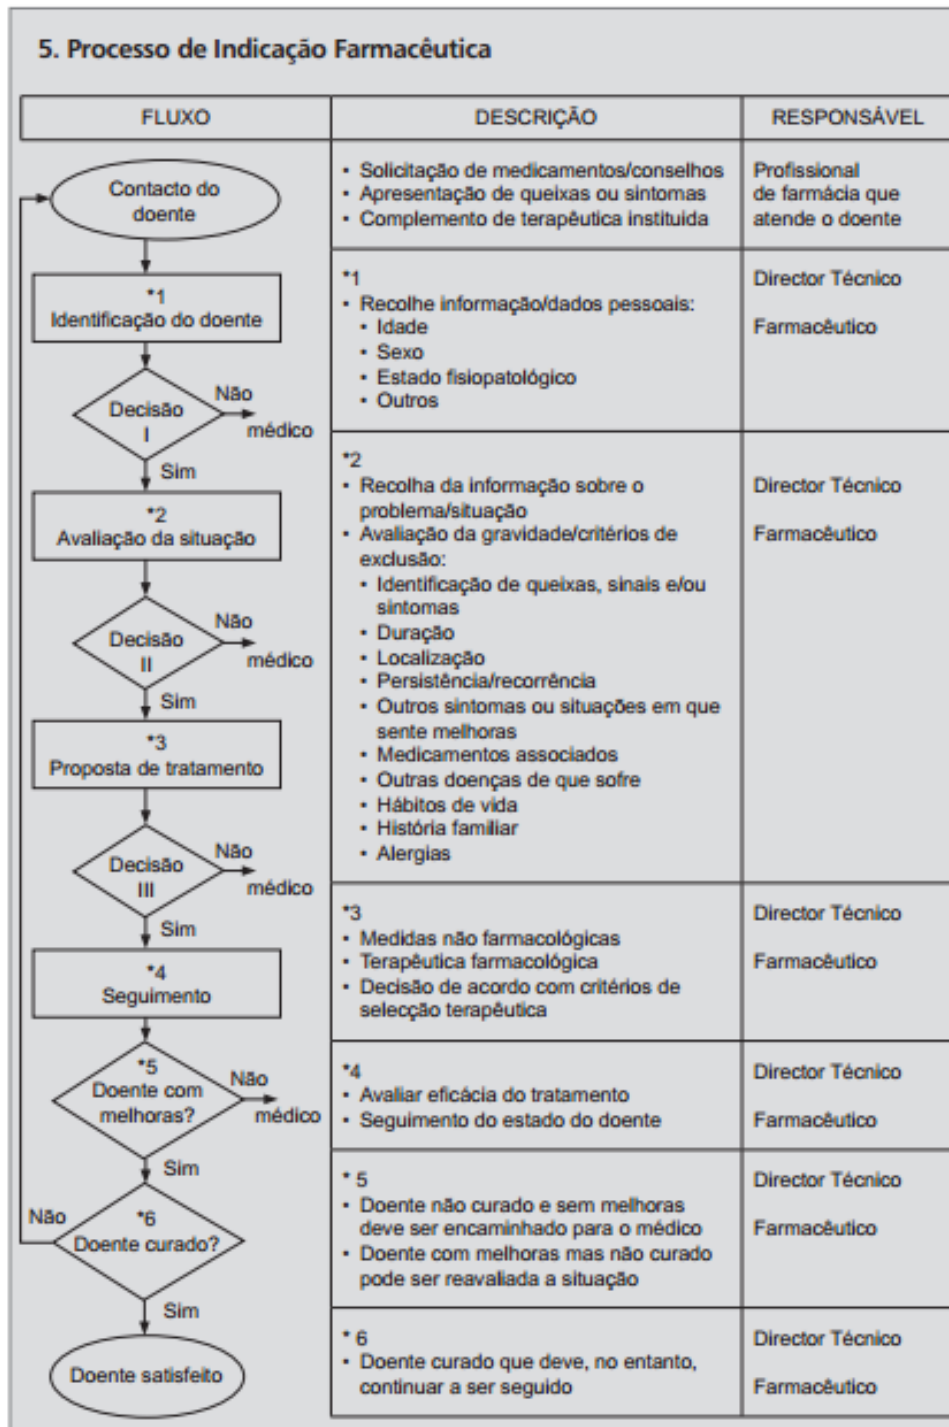 5. Processo de Indicação Farmacêutica
FLUXO
DESCRIÇÃO
RESPONSÁVEL
Contacto do
doente
• Solicitação de medicamentos/conselhos
• Apresentação de queixas ou sintomas
• Complemento de terapêutica instituida
Profissional
de farmácia que
atende o doente
*1
Identificação do doente
Decisão
I
Não
médico
Sim
*1
• Recolhe informação/dados pessoais:
• Idade
• Sexo
• Estado fisiopatológico
• Outros
Director Técnico
Farmacêutico
*2
Avaliação da situação
Decisão
II
Não
médico
Sim
*3
Proposta de tratamento
Decisão
III
Não
médico
Sim
*2
• Recolha da informação sobre o
problema/situação
• Avaliação da gravidade/critérios de
exclusão:
• Identificação de queixas, sinais e/ou
sintomas
• Duração
• Localização
• Persistência/recorrência
• Outros sintomas ou situações em que
sente melhoras
• Medicamentos associados
• Outras doenças de que sofre
• Hábitos de vida
• História familiar
• Alergias
Director Técnico
Farmacêutico
*4
Seguimento
*3
• Medidas não farmacológicas
• Terapêutica farmacológica
• Decisão de acordo com critérios de
selecção terapêutica
Director Técnico
Farmacêutico
*5
Doente com
melhoras?
Não
médico
Sim
*4
• Avaliar eficácia do tratamento
• Seguimento do estado do doente
Director Técnico
Farmacêutico
Não
*6
Doente curado?
Sim
* 5
• Doente não curado e sem melhoras
deve ser encaminhado para o médico
• Doente com melhoras mas não curado
pode ser reavaliada a situação
Director Técnico
Farmacêutico
Doente satisfeito
* 6
• Doente curado que deve, no entanto,
continuar a ser seguido
Director Técnico
Farmacêutico